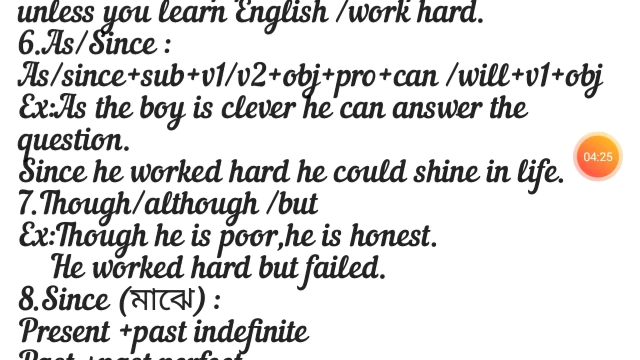 unless you learn English /work hard.
6.As/Since :
As/since+sub+v1/v2+obj+pro+can /will+v1+obj
Ex:As the boy is clever he can answer the
question.
Since he worked hard he could shine in life.
7.Though/although /but
Ex:Though he is poor,he is honest.
He worked hard but failed.
8.Since (মাঝে) :
Present +past indefinite
Past +past perfect
04:25